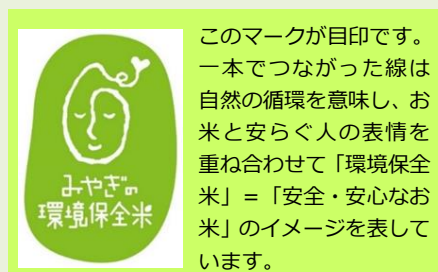 みやぎの
環境保全米
このマークが目印です。
一本でつながった線は
自然の循環を意味し、お
米と安らぐ人の表情を
重ね合わせて「環境保全
米」=「安全・安心なお
米」のイメージを表して
います。